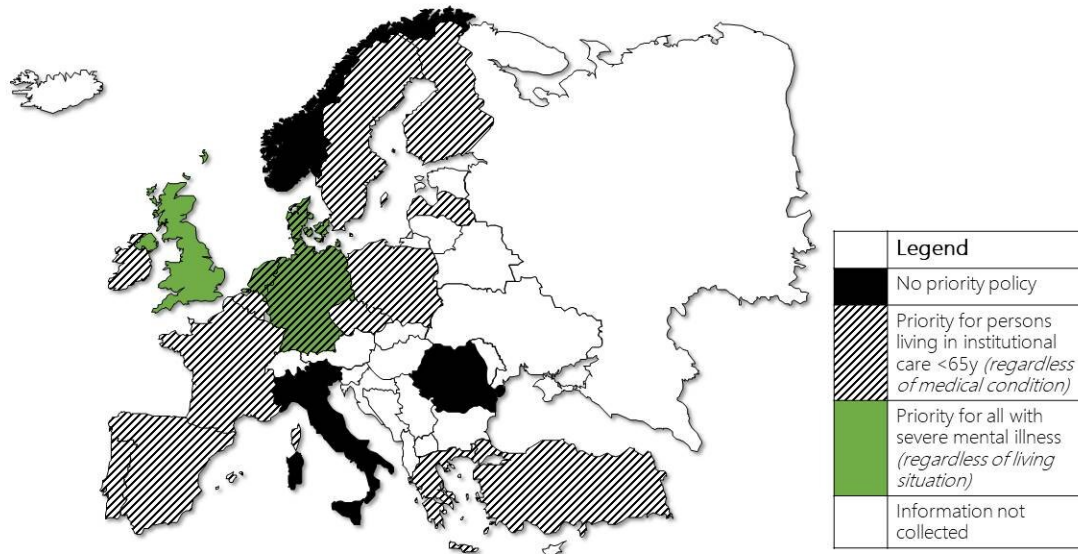 Legend
No priority policy
Priority for persons
living in institutional
care <65y (regardless
of medical condition)
Priority for all with
severe mental illness
(regardless of living
situation)
Information not
collected